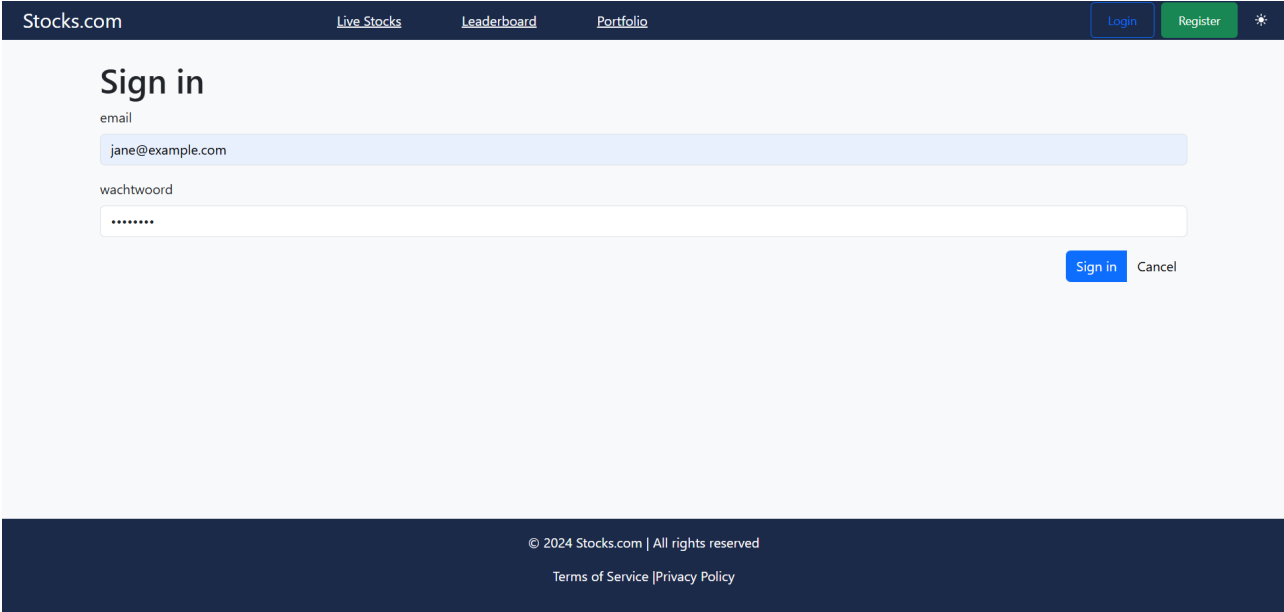 Stocks.com Live Stocks Leaderboard Portfolio Login Register
Sign in
email
jane@example.com
wachtwoord
••••••••
Sign in Cancel
© 2024 Stocks.com | All rights reserved
Terms of Service |Privacy Policy